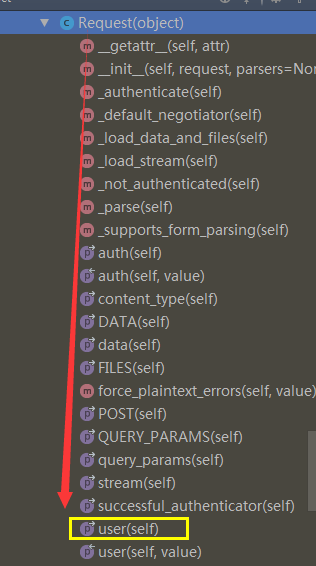 Request(object)
__getattr__(self, attr)
__init__(self, request, parsers=Nor
_authenticate(self)
_default_negotiator(self)
_load_data_and_files(self)
_load_stream(self)
_not_authenticated(self)
_parse(self)
_supports_form_parsing(self)
auth(self)
auth(self, value)
content_type(self)
DATA(self)
data(self)
FILES(self)
force_plaintext_errors(self, value)
POST(self)
QUERY_PARAMS(self)
query_params(self)
stream(self)
successful_authenticator(self)
user(self)
user(self, value)